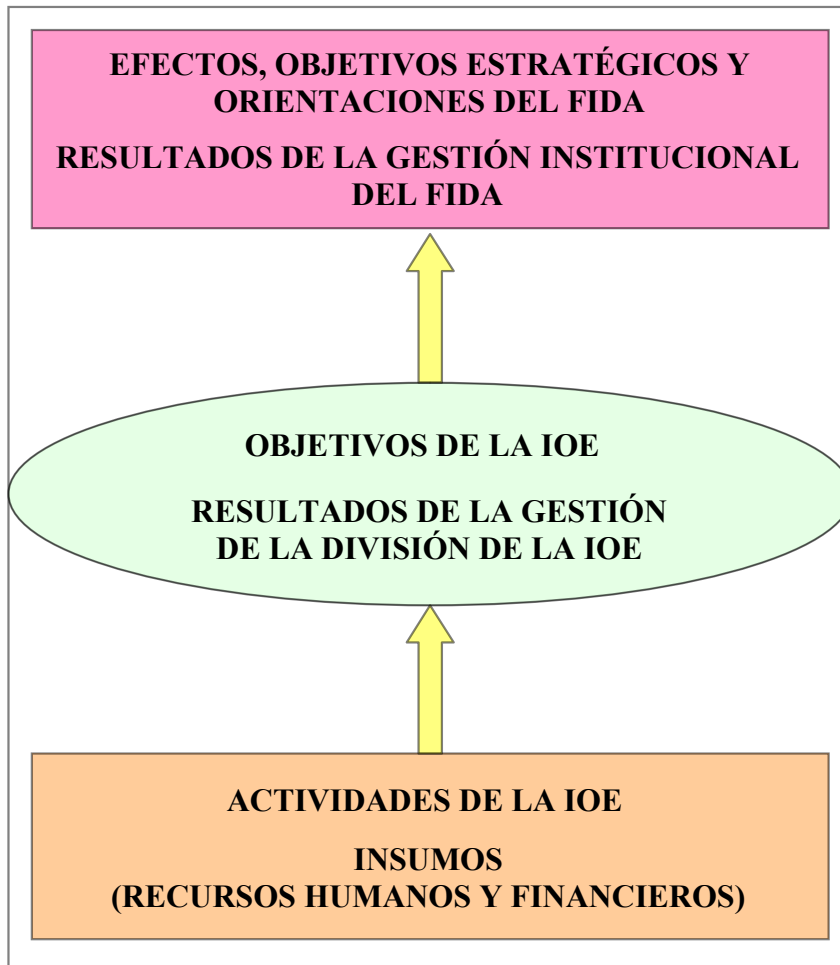 EFECTOS, OBJETIVOS ESTRATÉGICOS Y
ORIENTACIONES DEL FIDA
RESULTADOS DE LA GESTIÓN INSTITUCIONAL
DEL FIDA
OBJETIVOS DE LA IOE
RESULTADOS DE LA GESTIÓN
DE LA DIVISIÓN DE LA IOE
ACTIVIDADES DE LA IOE
INSUMOS
(RECURSOS HUMANOS Y FINANCIEROS)